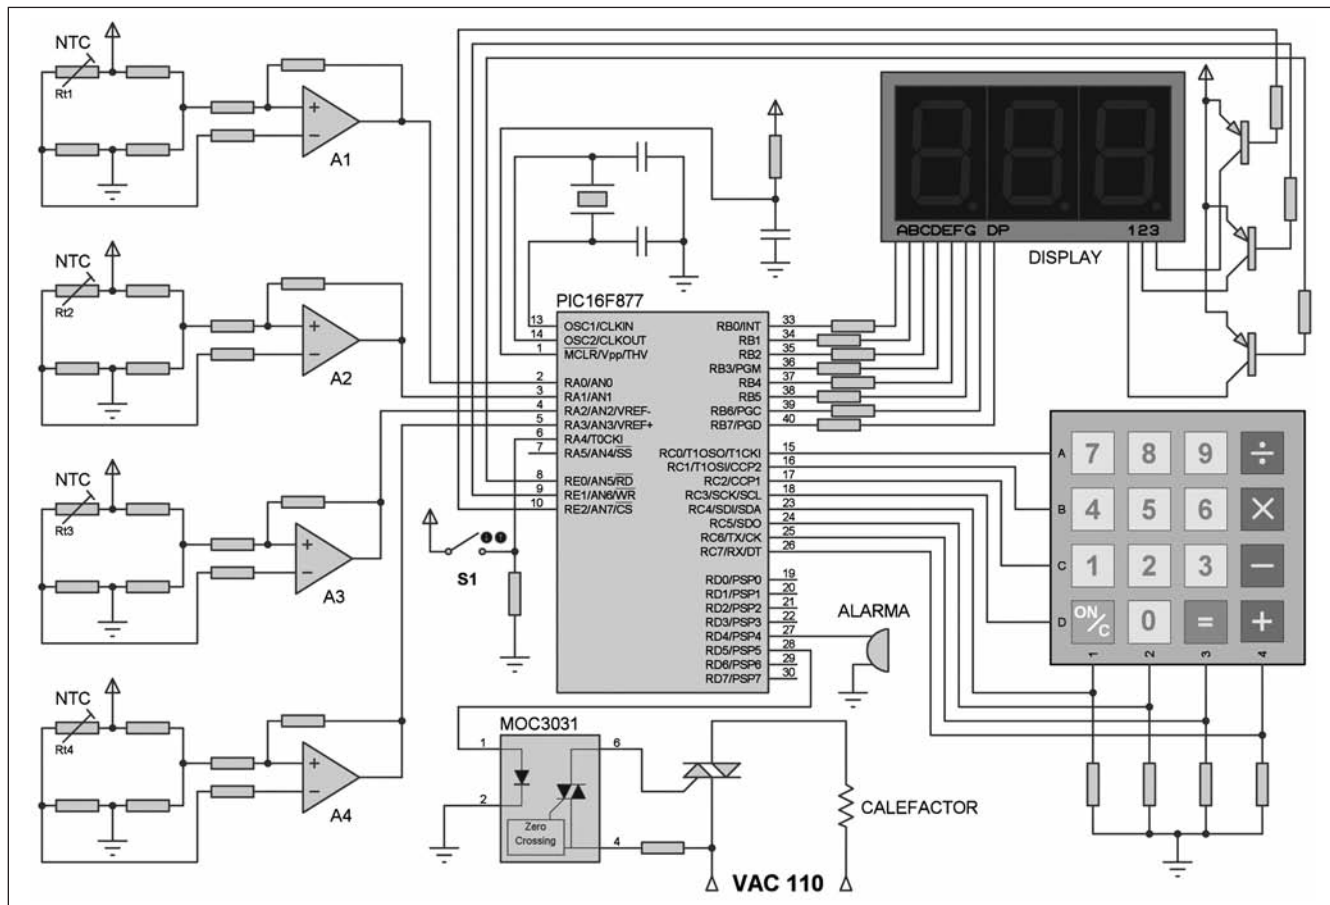 NTC
Rt1
A1
NTC
Rt2
A2
NTC
Rt3
A3
NTC
Rt4
A4
ABCDEFG DP
123
DISPLAY
PIC16F877
13 OSC1/CLKIN
14 OSC2/CLKOUT
1 MCLR/Vpp/THV
2 RA0/AN0
3 RA1/AN1
4 RA2/AN2/VREF-
5 RA3/AN3/VREF+
6 RA4/T0CKI
7 RA5/AN4/SS
8 RE0/AN5/RD
9 RE1/AN6/WR
10 RE2/AN7/CS
RB0/INT 33
RB1 34
RB2 35
RB3/PGM 36
RB4 37
RB5 38
RB6/PGC 39
RB7/PGD 40
RC0/T1OSO/T1CKI 15
RC1/T1OSI/CCP2 16
RC2/CCP1 17
RC3/SCK/SCL 18
RC4/SDI/SDA 23
RC5/SDO 24
RC6/TX/CK 25
RC7/RX/DT 26
RD0/PSP0 19
RD1/PSP1 20
RD2/PSP2 21
RD3/PSP3 22
RD4/PSP4 27
RD5/PSP5 28
RD6/PSP6 29
RD7/PSP7 30
S1
ALARMA
A 7 8 9 ÷
B 4 5 6 ×
C 1 2 3 −
D ON/C 0 = +
1 2 3 4
MOC3031
1
6
2
4
Zero
Crossing
CALEFACTOR
VAC 110